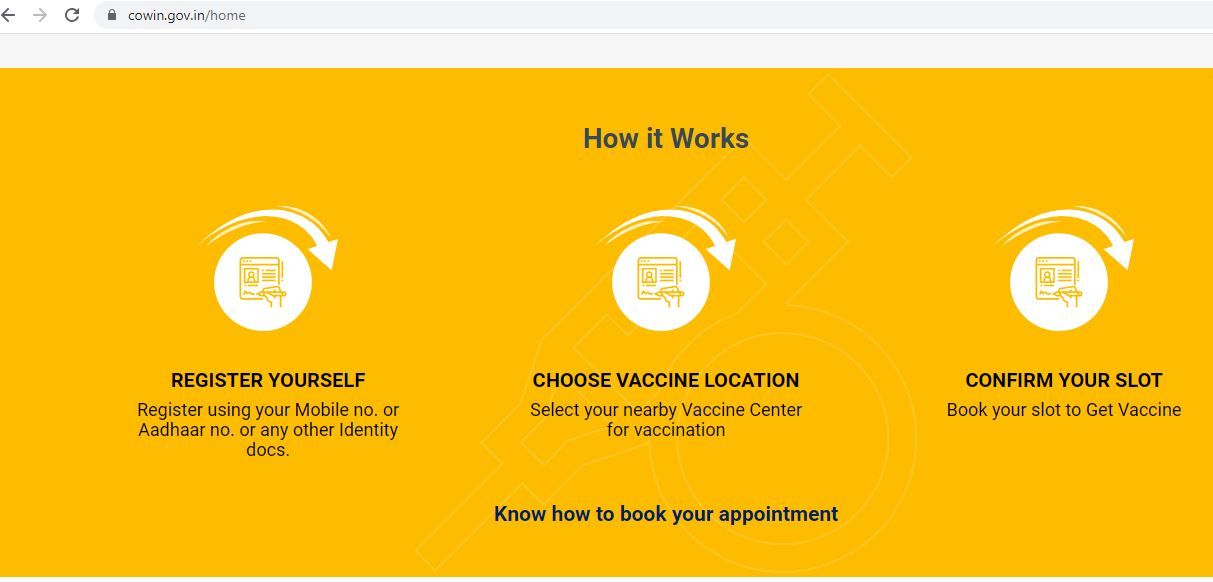 cowin.gov.in/home
How it Works
REGISTER YOURSELF
Register using your Mobile no. or
Aadhaar no. or any other Identity
docs.
CHOOSE VACCINE LOCATION
Select your nearby Vaccine Center
for vaccination
CONFIRM YOUR SLOT
Book your slot to Get Vaccine
Know how to book your appointment